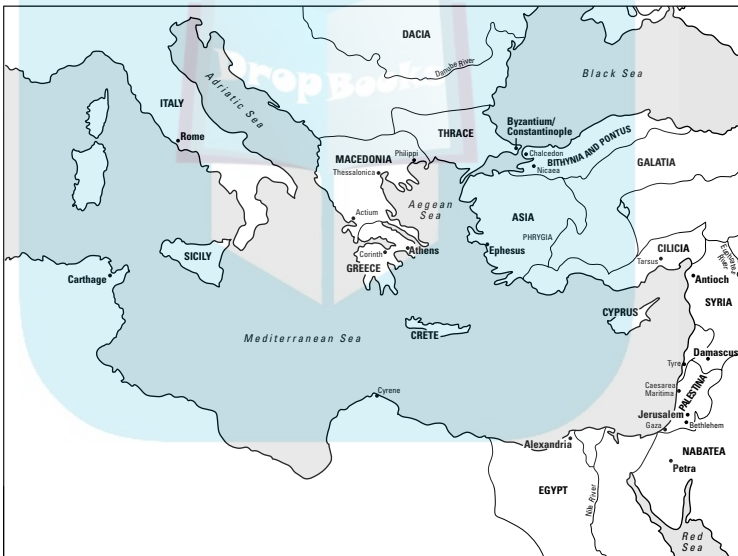 DACIA
Danube River
Black Sea
Drop Books
Adriatic Sea
ITALY
Rome
Byzantium/
Constantinople
THRACE
BITHYNIA AND PONTUS
Chalcedon
Nicaea
GALATIA
MACEDONIA
Philippi
Thessalonica
Aegean
Sea
Actium
ASIA
PHRYGIA
Corinth
Athens
GREECE
Ephesus
CILICIA
Tarsus
Euphrates
River
SICILY
Carthage
Antioch
SYRIA
CYPRUS
CRETE
Mediterranean Sea
Damascus
Tyre
Caesarea
Maritima
PALESTINA
Cyrene
Jerusalem
Gaza
Bethlehem
Alexandria
NABATEA
Petra
EGYPT
Nile River
Red
Sea